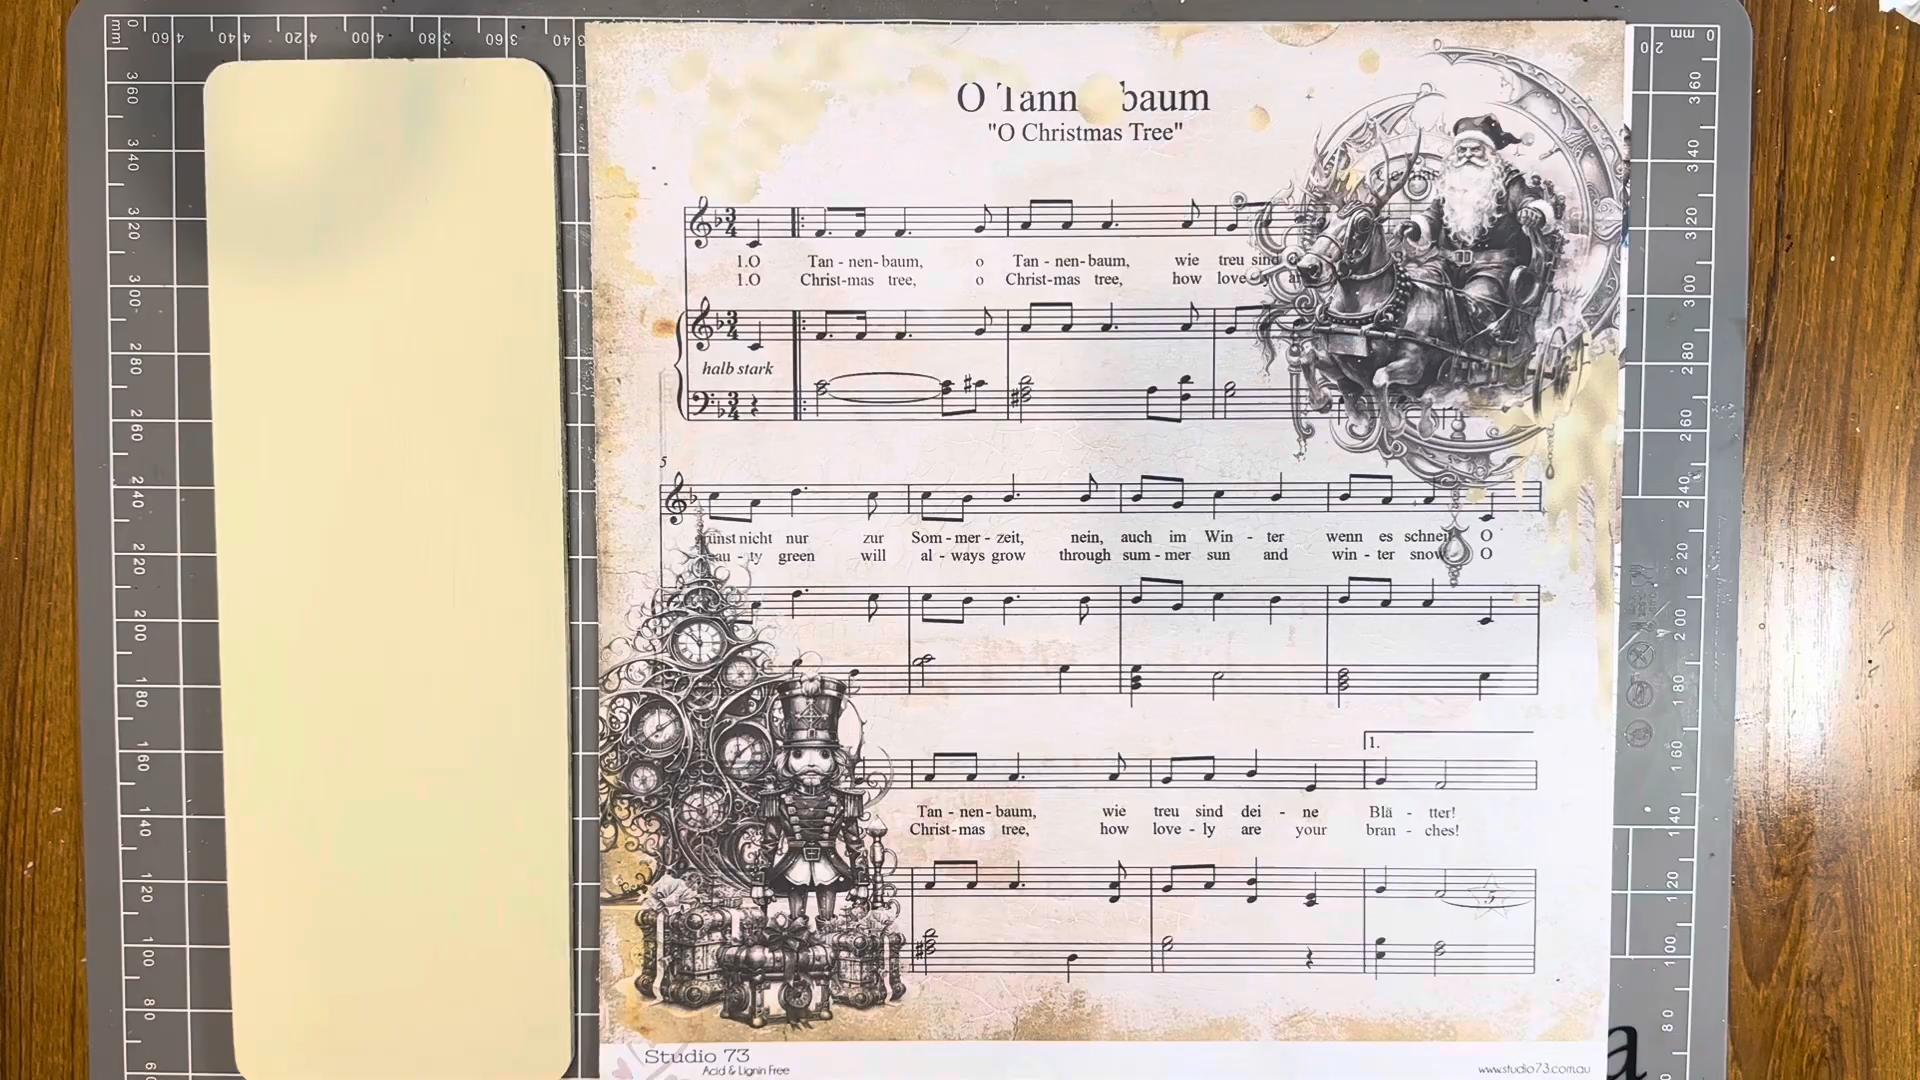 O Tann baum
"O Christmas Tree"
1.O Tan - nen - baum, o Tan - nen - baum, wie treu sind
1.O Christ-mas tree, o Christ-mas tree, how love - ly
halb stark
5
nicht nur zur Som - mer - zeit, nein, auch im Win - ter wenn es schneit O
ty green will al - ways grow through sum - mer sun and win - ter snow O
1.
Tan - nen - baum, wie treu sind dei - ne Blä - tter!
Christ-mas tree, how love - ly are your bran - ches!
5
Studio 73
Acid & Lignin Free
www.studio73.com.au